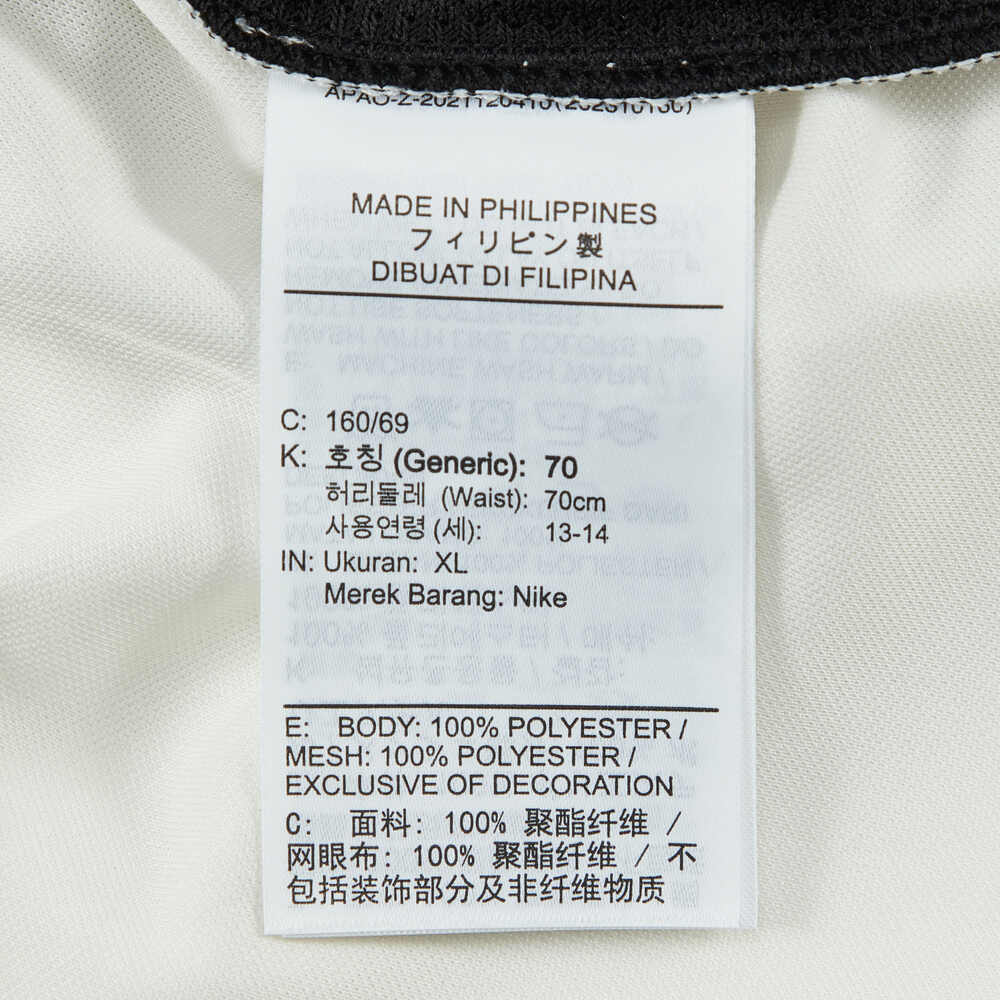 MADE IN PHILIPPINES
フィリピン製
DIBUAT DI FILIPINA
C: 160/69
K: 호칭 (Generic): 70
허리둘레 (Waist): 70cm
사용연령 (세): 13-14
IN: Ukuran: XL
Merek Barang: Nike
E: BODY: 100% POLYESTER /
MESH: 100% POLYESTER /
EXCLUSIVE OF DECORATION
C: 面料: 100% 聚酯纤维 /
网眼布: 100% 聚酯纤维 / 不
包括装饰部分及非纤维物质